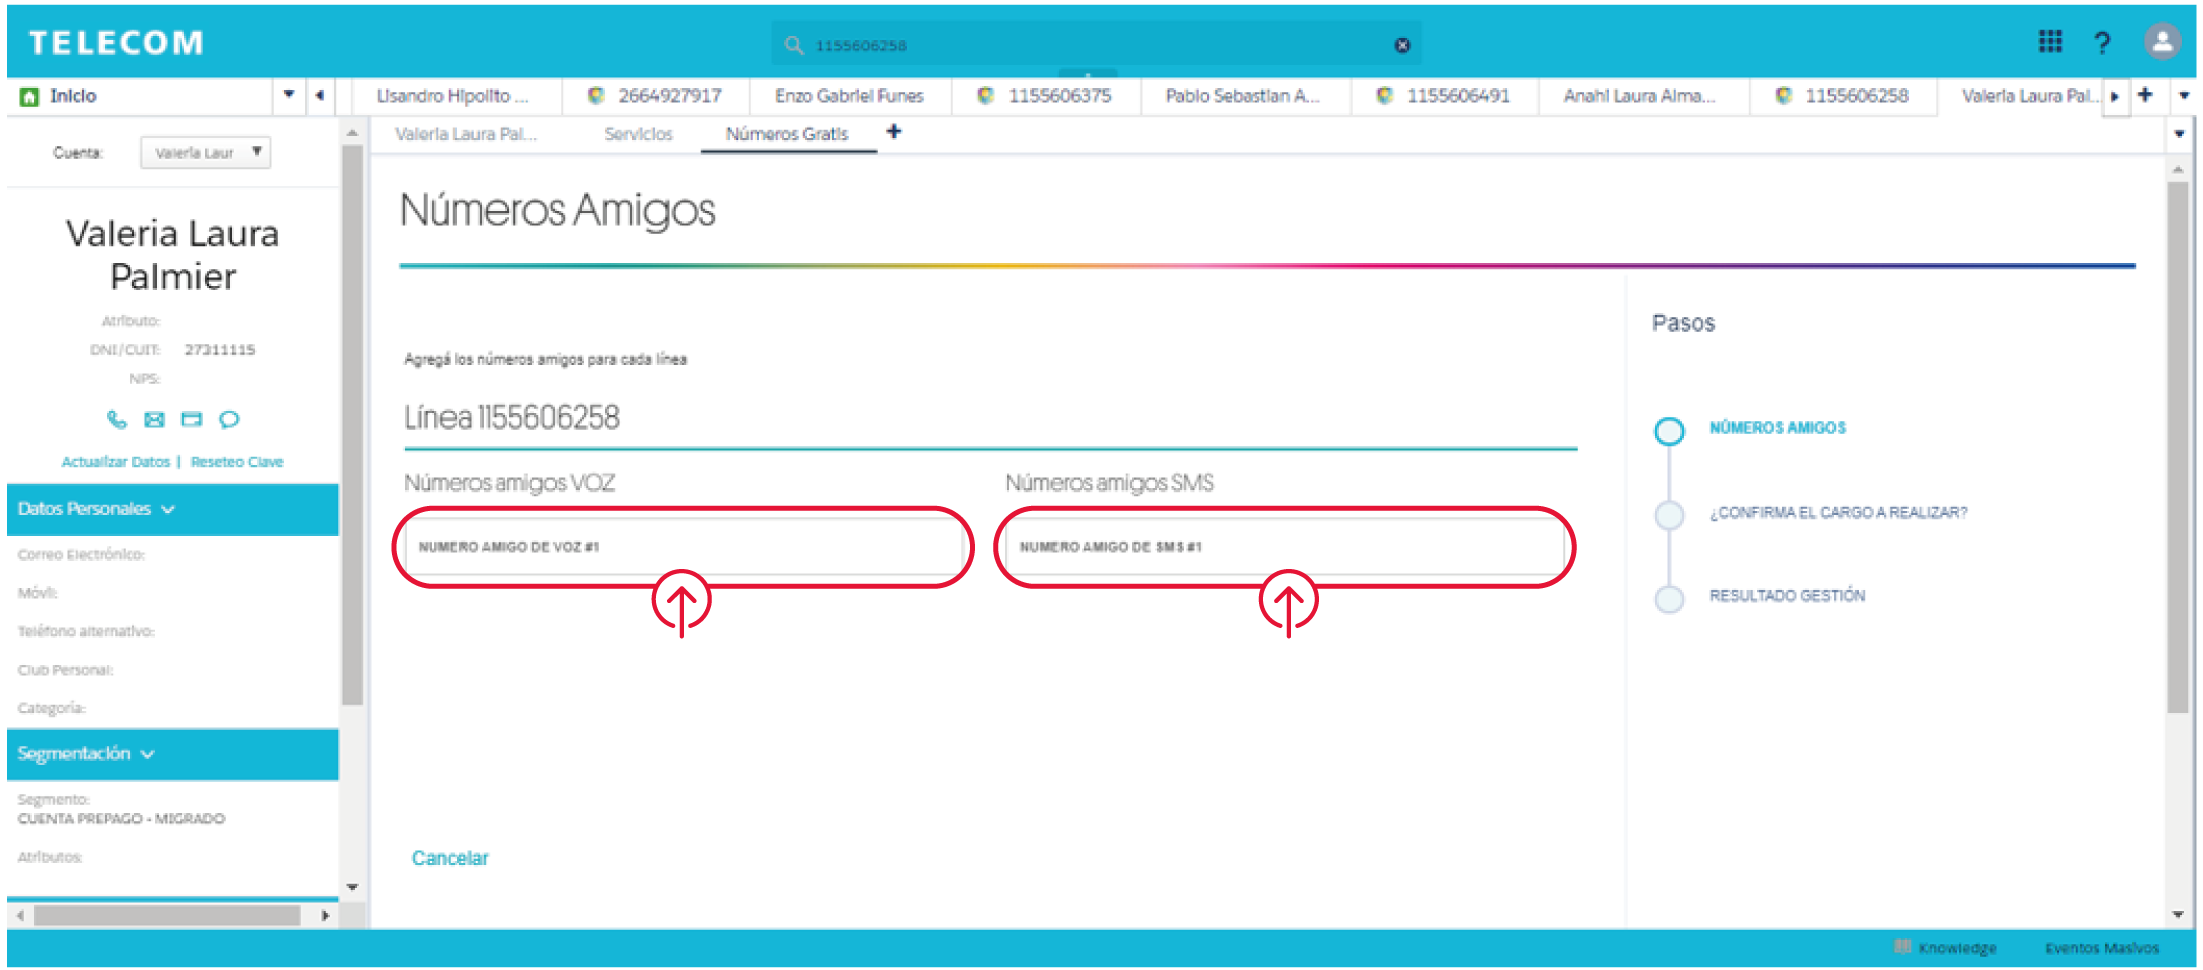 TELECOM
1155606258
?
Inicio
Lisandro Hipolito ...
2664927917
Enzo Gabriel Funes
1155606375
Pablo Sebastian A...
1155606491
Anahi Laura Alma...
1155606258
Valeria Laura Pal...
Cuenta:
Valeria Laur
Valeria Laura Pal...
Servicios
Números Gratis
Valeria Laura
Palmier
Atributo:
DNI/CUIT: 27311115
NPS:
Actualizar Datos | Reseteo Clave
Datos Personales
Correo Electrónico:
Móvil:
Teléfono alternativo:
Club Personal:
Categoría:
Segmentación
Segmento:
CUENTA PREPAGO - MIGRADO
Atributos:
Números Amigos
Agregá los números amigos para cada línea
Línea 1155606258
Números amigos VOZ
Números amigos SMS
NUMERO AMIGO DE VOZ #1
NUMERO AMIGO DE SMS #1
Cancelar
Pasos
NÚMEROS AMIGOS
¿CONFIRMA EL CARGO A REALIZAR?
RESULTADO GESTIÓN
Knowledge
Eventos Masivos